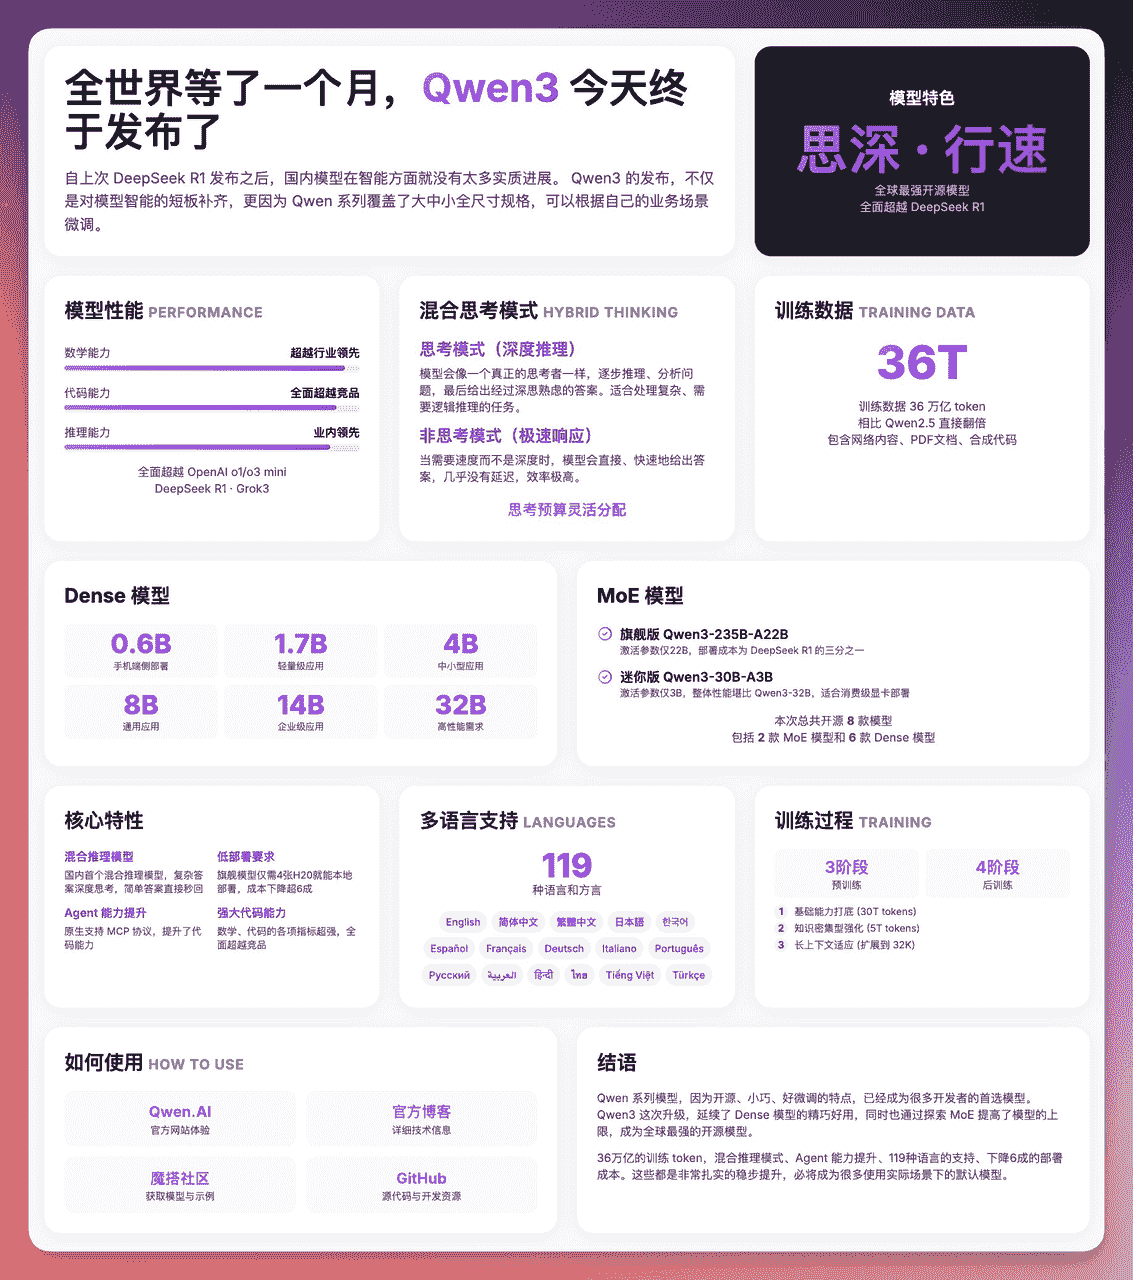 全世界等了一个月，Qwen3 今天终
于发布了
自上次 DeepSeek R1 发布之后，国内模型在智能方面就没有太多实质进展。 Qwen3 的发布，不仅
是对模型智能的短板补齐，更因为 Qwen 系列覆盖了大中小全尺寸规格，可以根据自己的业务场景
微调。
模型特色
思深 · 行速
全球最强开源模型
全面超越 DeepSeek R1
模型性能 PERFORMANCE
数学能力 超越行业领先
代码能力 全面超越竞品
推理能力 业内领先
全面超越 OpenAI o1/o3 mini
DeepSeek R1 · Grok3
混合思考模式 HYBRID THINKING
思考模式（深度推理）
模型会像一个真正的思考者一样，逐步推理、分析问
题，最后给出经过深思熟虑的答案。适合处理复杂、需
要逻辑推理的任务。
非思考模式（极速响应）
当需要速度而不是深度时，模型会直接、快速地给出答
案，几乎没有延迟，效率极高。
思考预算灵活分配
训练数据 TRAINING DATA
36T
训练数据 36 万亿 token
相比 Qwen2.5 直接翻倍
包含网络内容、PDF文档、合成代码
Dense 模型
0.6B
手机端侧部署
1.7B
轻量级应用
4B
中小型应用
8B
通用应用
14B
企业级应用
32B
高性能需求
MoE 模型
旗舰版 Qwen3-235B-A22B
激活参数仅22B，部署成本为 DeepSeek R1 的三分之一
迷你版 Qwen3-30B-A3B
激活参数仅3B，整体性能堪比 Qwen3-32B，适合消费级显卡部署
本次总共开源 8 款模型
包括 2 款 MoE 模型和 6 款 Dense 模型
核心特性
混合推理模型
国内首个混合推理模型，复杂答
案深度思考，简单答案直接秒回
低部署要求
旗舰模型仅需4张H20就能本地
部署，成本下降超6成
Agent 能力提升
原生支持 MCP 协议，提升了代
码能力
强大代码能力
数学、代码的各项指标超强，全
面超越竞品
多语言支持 LANGUAGES
119
种语言和方言
English 简体中文 繁體中文 日本語 한국어
Español Français Deutsch Italiano Português
Русский العربية हिन्दी ไทย Tiếng Việt Türkçe
训练过程 TRAINING
3阶段
预训练
4阶段
后训练
1 基础能力打底 (30T tokens)
2 知识密集型强化 (5T tokens)
3 长上下文适应 (扩展到 32K)
如何使用 HOW TO USE
Qwen.AI
官方网站体验
官方博客
详细技术信息
魔搭社区
获取模型与示例
GitHub
源代码与开发资源
结语
Qwen 系列模型，因为开源、小巧、好微调的特点，已经成为很多开发者的首选模型。
Qwen3 这次升级，延续了 Dense 模型的精巧好用，同时也通过探索 MoE 提高了模型的上
限，成为全球最强的开源模型。
36万亿的训练 token，混合推理模式、Agent 能力提升、119种语言的支持、下降6成的部署
成本。这些都是非常扎实的稳步提升，必将成为很多使用实际场景下的默认模型。